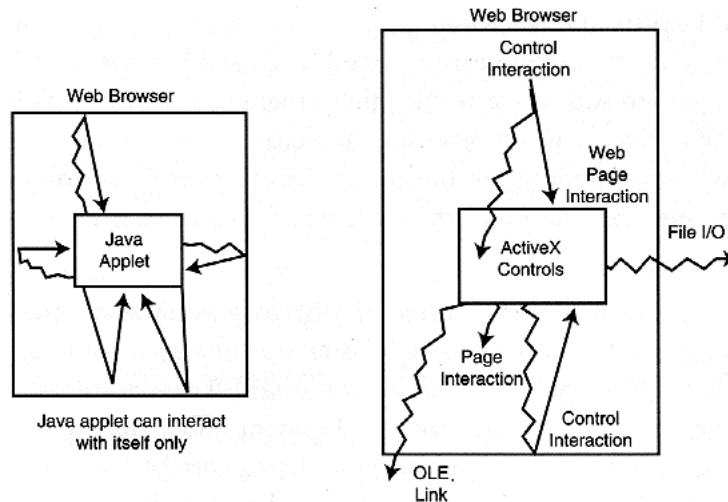 Web Browser
Java
Applet
Java applet can interact
with itself only
Web Browser
Control
Interaction
Web
Page
Interaction
File I/O
ActiveX
Controls
Page
Interaction
Control
Interaction
OLE
Link